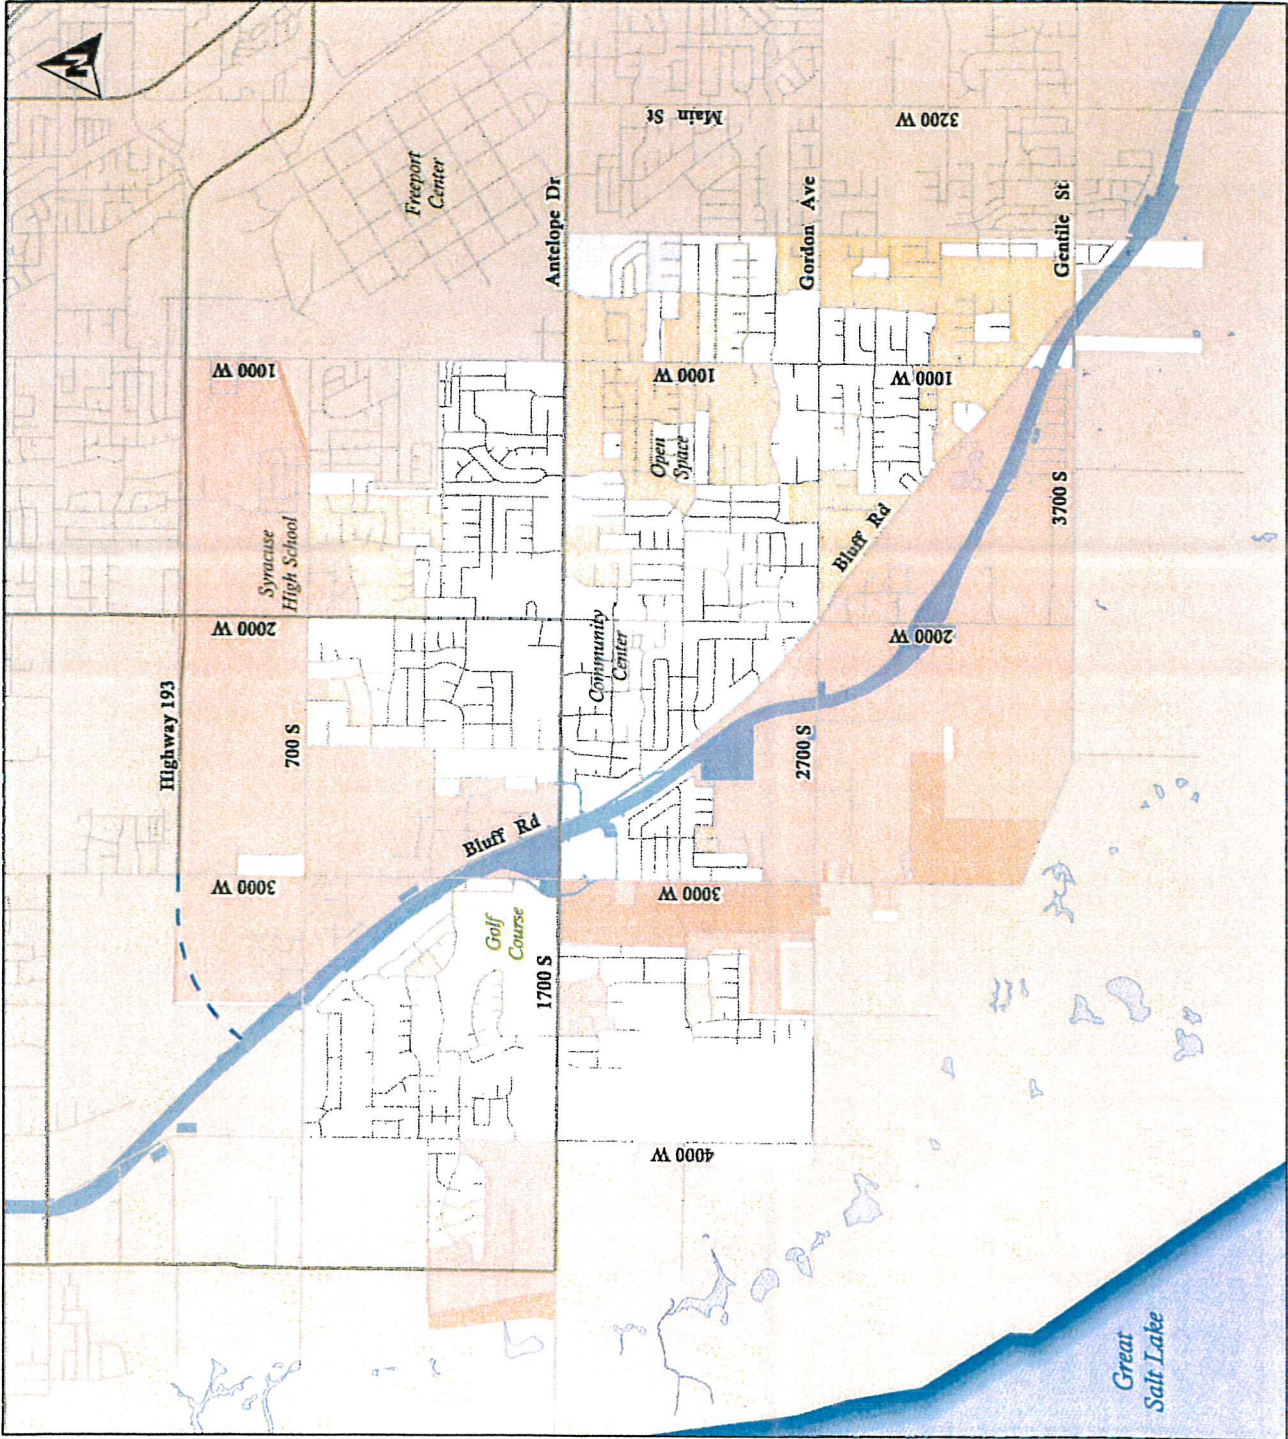 N
Main St
3200 W
Freeport
Center
Antelope Dr
Gordon Ave
Gentile St
1000 W
1000 W
1000 W
Open
Space
Syracuse
High School
3700 S
Bluff Rd
2000 W
Community
Center
2000 W
Highway 193
700 S
2700 S
Bluff Rd
3000 W
3000 W
Golf
Course
1700 S
4000 W
Great
Salt Lake